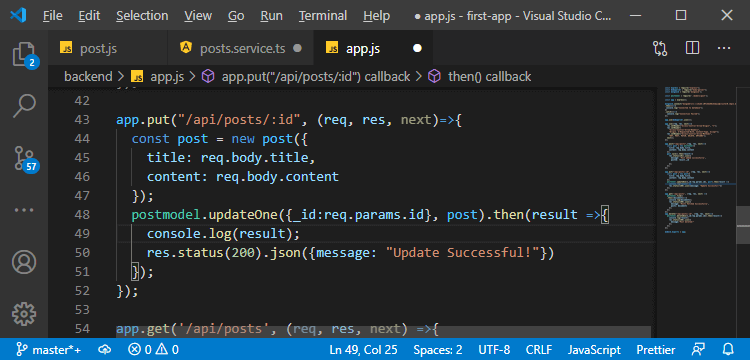 File Edit Selection View Go Run Terminal Help ● app.js - first-app - Visual Studio C...
JS post.js posts.service.ts ● JS app.js ●
backend > JS app.js > app.put("/api/posts/:id") callback > then() callback
2
57
42
43 app.put("/api/posts/:id", (req, res, next)=>{
44 const post = new post({
45 title: req.body.title,
46 content: req.body.content
47 });
48 postmodel.updateOne({_id:req.params.id}, post).then(result =>{
49 console.log(result);
50 res.status(200).json({message: "Update Successful!"})
51 });
52 });
53
54 app.get('/api/posts', (req, res, next) =>{
master*+ 0 0 Ln 49, Col 25 Spaces: 2 UTF-8 CRLF JavaScript Prettier